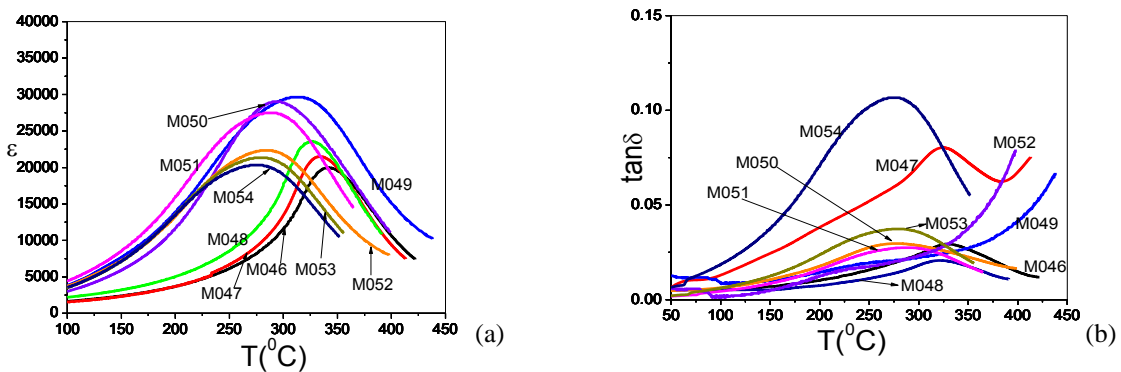 40000
35000
30000
25000
20000
15000
10000
5000
0
ε
M050
M051
M054
M049
M048
M046
M053
M047
M052
100 150 200 250 300 350 400 450
T(⁰C)
(a)
0.15
0.10
0.05
0.00
tanδ
M054
M052
M047
M050
M051
M053
M049
M046
M048
50 100 150 200 250 300 350 400 450
T(⁰C)
(b)